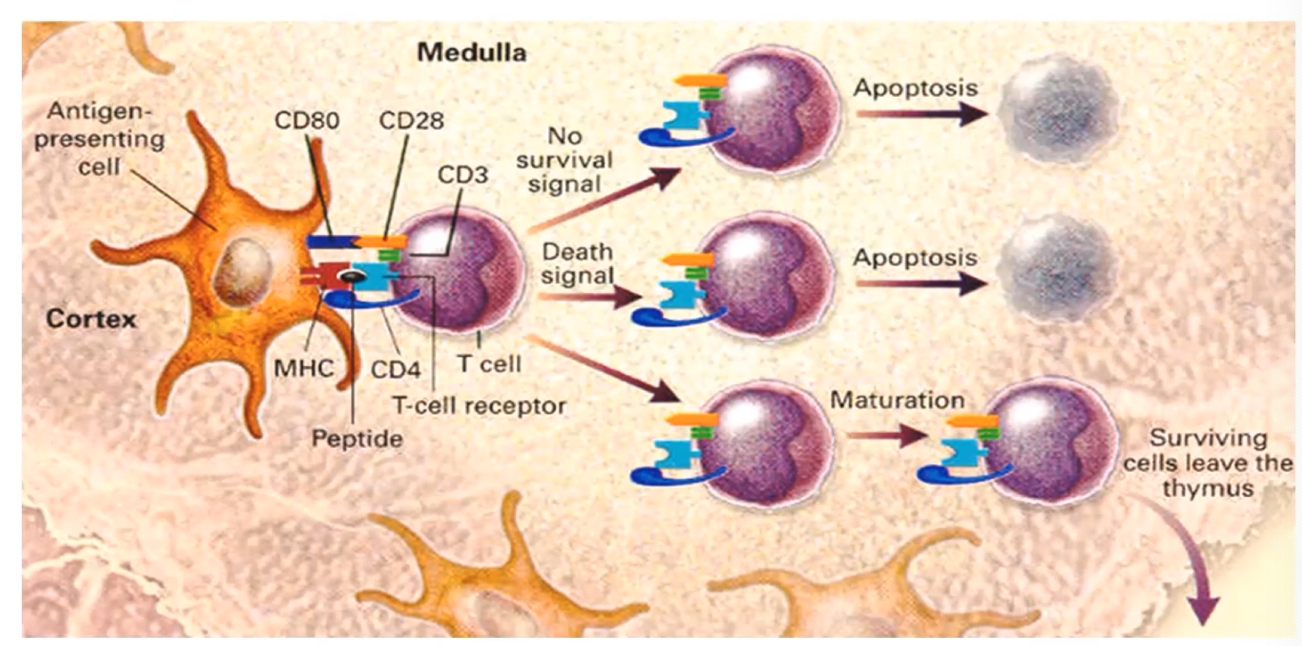 Medulla
Antigen-
presenting
cell
CD80
CD28
CD3
No
survival
signal
Apoptosis
Death
signal
Apoptosis
Cortex
MHC
CD4
T cell
T-cell receptor
Peptide
Maturation
Surviving
cells leave the
thymus